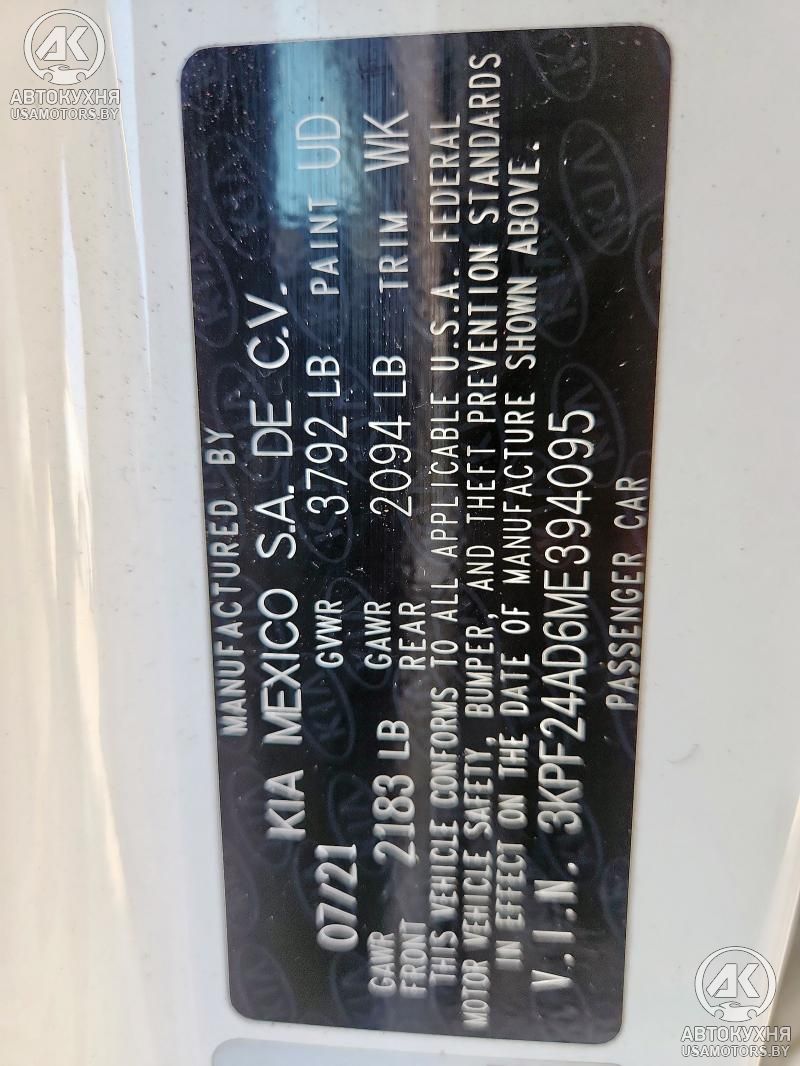 AK
АВТОКУХНЯ
USAMOTORS.BY
MANUFACTURED BY
KIA MEXICO S.A. DE C.V.
07/21 GVWR 3792 LB PAINT UD
GAWR FRONT 2183 LB GAWR REAR 2094 LB TRIM WK
THIS VEHICLE CONFORMS TO ALL APPLICABLE U.S.A. FEDERAL
MOTOR VEHICLE SAFETY, BUMPER, AND THEFT PREVENTION STANDARDS
IN EFFECT ON THE DATE OF MANUFACTURE SHOWN ABOVE.
V.I.N. 3KPF24AD6ME394095
PASSENGER CAR
AK
АВТОКУХНЯ
USAMOTORS.BY